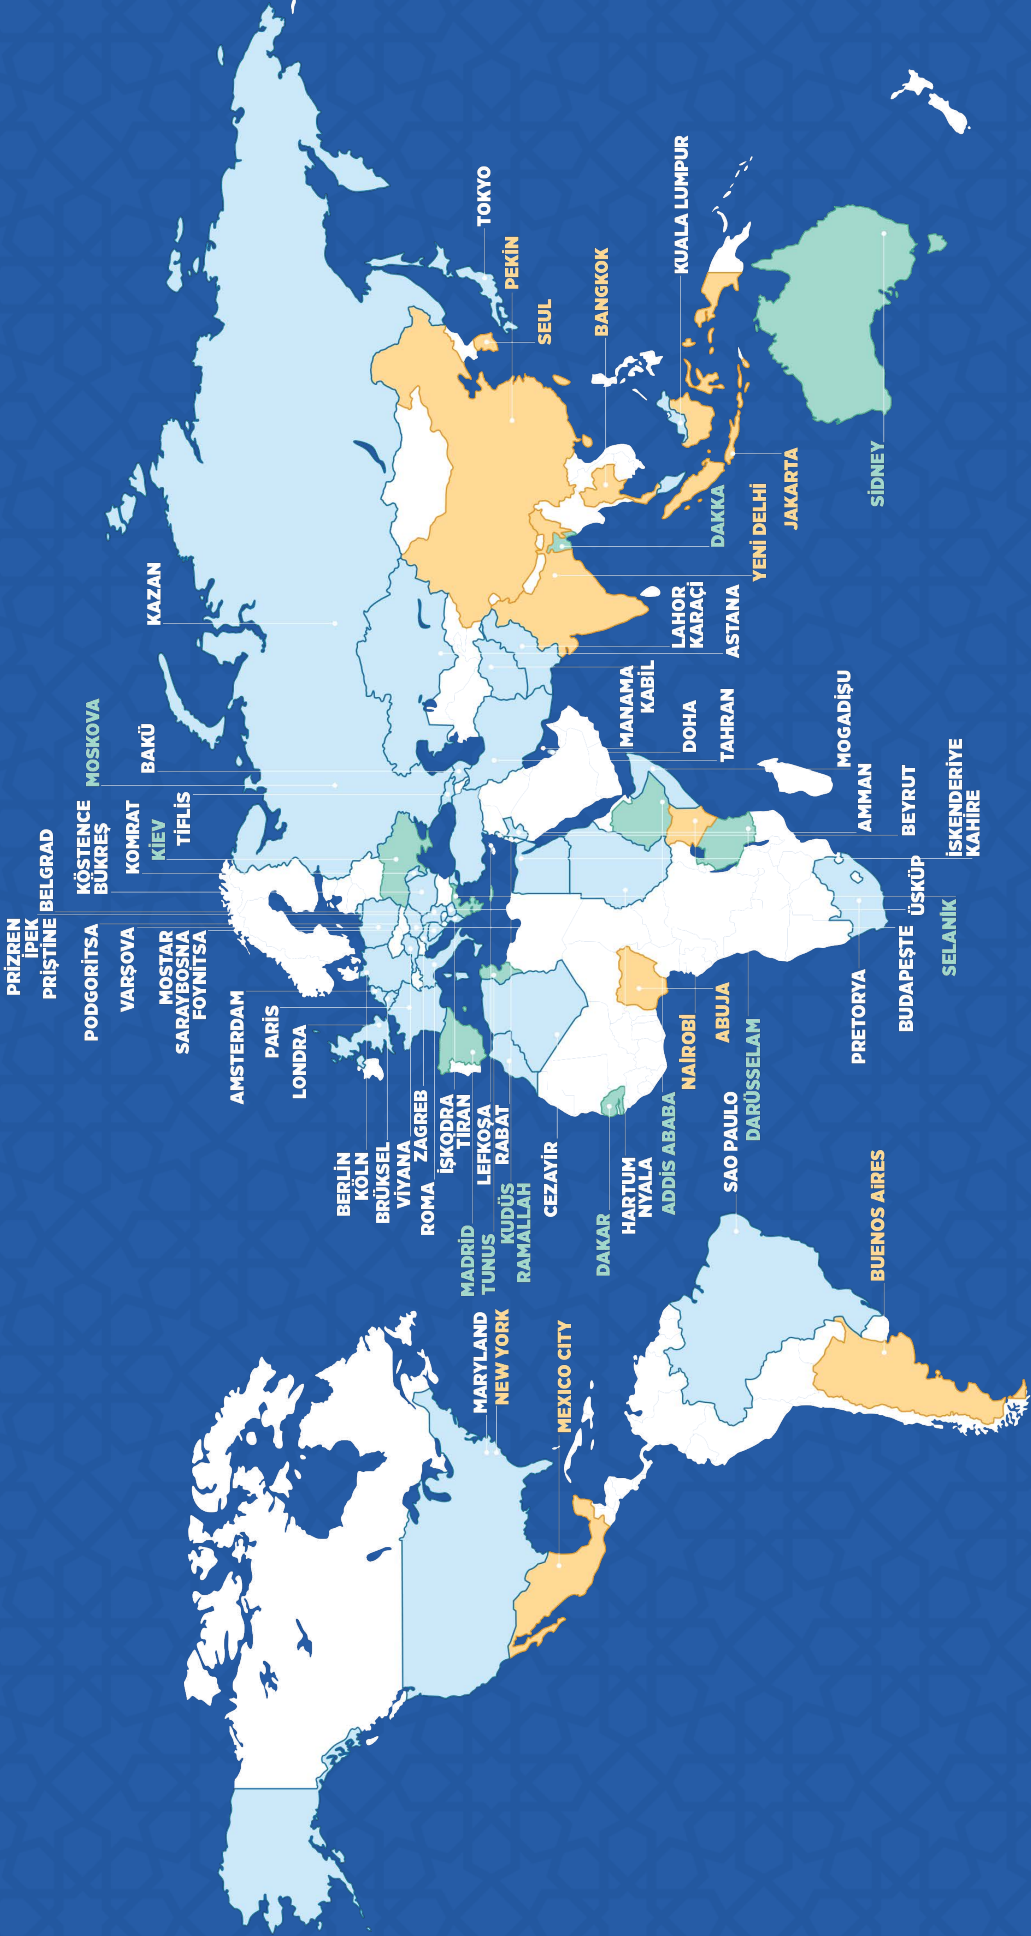 PRİZREN
İPEK
PRİŞTİNE
BELGRAD
KÖSTENCE
BÜKREŞ
PODGORİTSA
MOSKOVA
VARŞOVA
KOMRAT
BAKÜ
KAZAN
MOSTAR
SARAYBOSNA
FOYNITSA
KİEV
TİFLİS
AMSTERDAM
PARİS
LONDRA
BERLİN
KÖLN
BRÜKSEL
VİYANA
ZAGREB
ROMA
İŞKODRA
TİRAN
MADRİD
TUNUS
LEFKOŞA
RABAT
KUDÜS
RAMALLAH
MARYLAND
NEW YORK
TOKYO
PEKİN
SEUL
CEZAYİR
MEXICO CITY
BANGKOK
DAKAR
HARTUM
NYALA
MANAMA
KABİL
ADDİS ABABA
LAHOR
KARAÇİ
KUALA LUMPUR
NAİROBİ
DOHA
DAKKA
ABUJA
TAHRAN
ASTANA
SAO PAULO
DARÜSSELAM
YENİ DELHİ
JAKARTA
MOGADİŞU
PRETORYA
AMMAN
BUENOS AİRES
SİDNEY
BUDAPEŞTE
BEYRUT
ÜSKÜP
SELANİK
İSKENDERİYE
KAHİRE